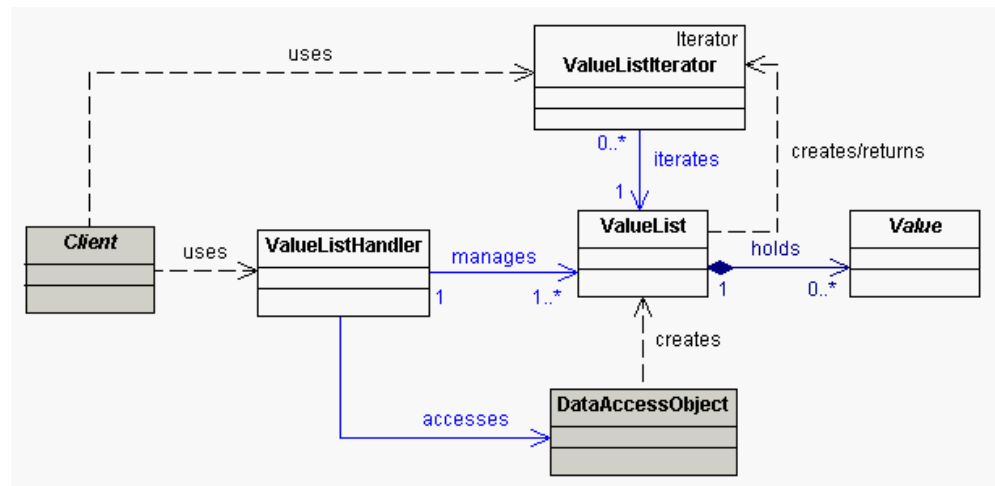 Iterator
ValueListIterator
uses
creates/returns
0..*
iterates
1
Client
uses
ValueListHandler
manages
1
1..*
ValueList
holds
1
0..*
Value
creates
accesses
DataAccessObject